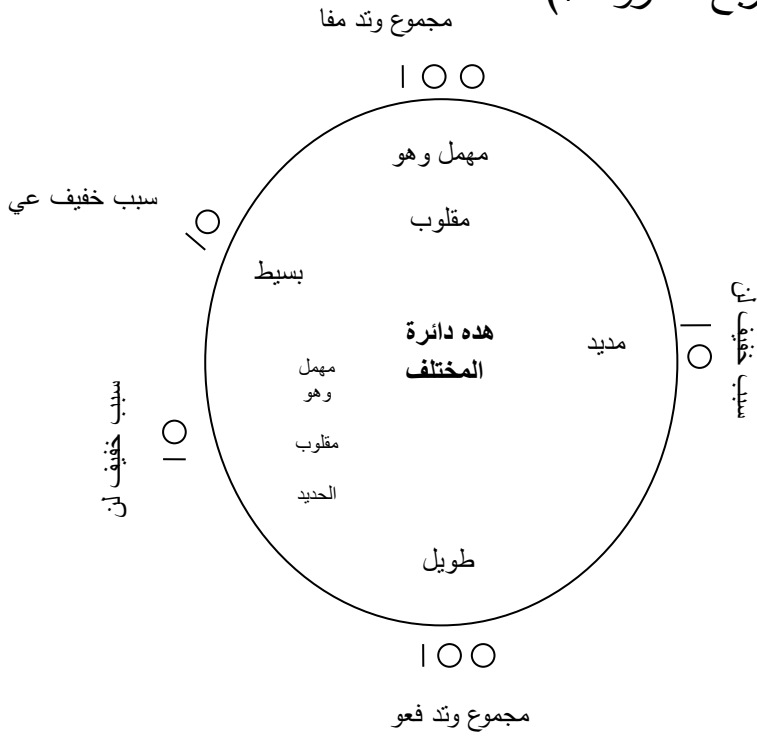 مجموع وتد مفا
مهمل وهو
مقلوب
سبب خفيف عي
بسيط
سبب خفيف لن
مديد
هده دائرة
المختلف
مهمل
وهو
مقلوب
الحديد
سبب خفيف لن
طويل
مجموع وتد فعو